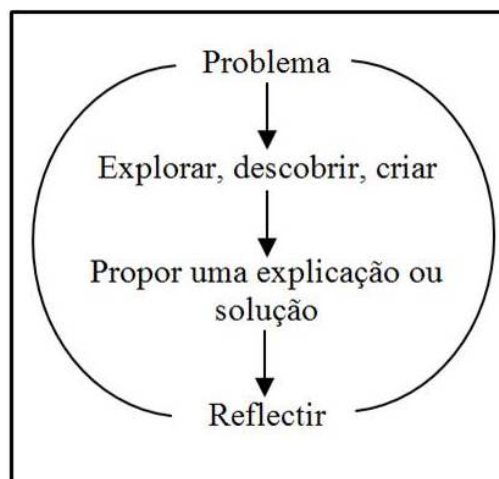 Problema
Explorar, descobrir, criar
Propor uma explicação ou
solução
Reflectir